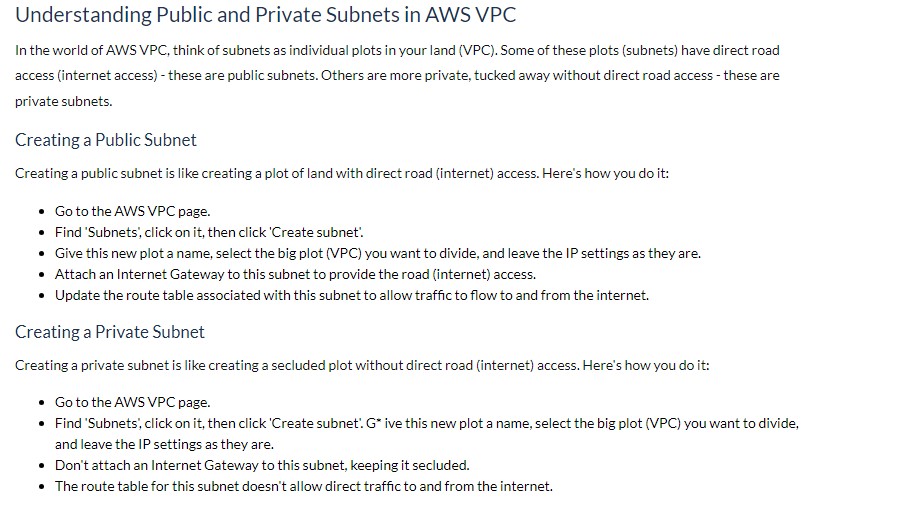 Understanding Public and Private Subnets in AWS VPC
In the world of AWS VPC, think of subnets as individual plots in your land (VPC). Some of these plots (subnets) have direct road
access (internet access) - these are public subnets. Others are more private, tucked away without direct road access - these are
private subnets.
Creating a Public Subnet
Creating a public subnet is like creating a plot of land with direct road (internet) access. Here's how you do it:
• Go to the AWS VPC page.
• Find 'Subnets', click on it, then click 'Create subnet'.
• Give this new plot a name, select the big plot (VPC) you want to divide, and leave the IP settings as they are.
• Attach an Internet Gateway to this subnet to provide the road (internet) access.
• Update the route table associated with this subnet to allow traffic to flow to and from the internet.
Creating a Private Subnet
Creating a private subnet is like creating a secluded plot without direct road (internet) access. Here's how you do it:
• Go to the AWS VPC page.
• Find 'Subnets', click on it, then click 'Create subnet'. G* ive this new plot a name, select the big plot (VPC) you want to divide,
and leave the IP settings as they are.
• Don't attach an Internet Gateway to this subnet, keeping it secluded.
• The route table for this subnet doesn't allow direct traffic to and from the internet.